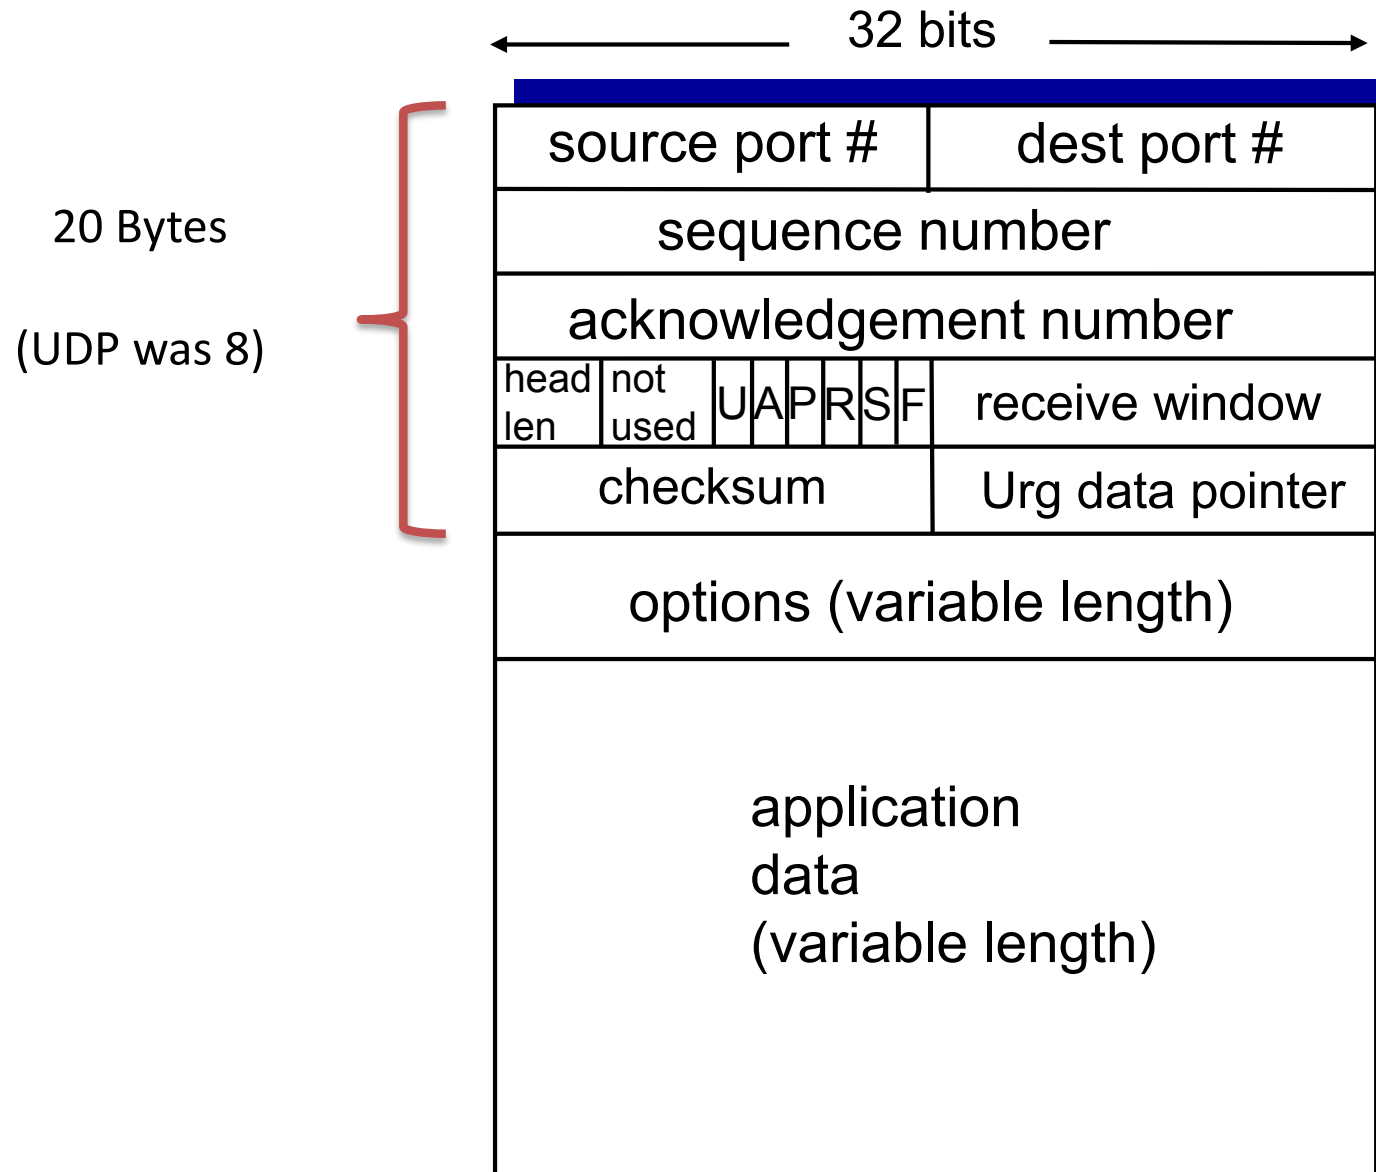 32 bits
source port #
dest port #
20 Bytes
sequence number
(UDP was 8)
acknowledgement number
head
len
not
used
U
A
P
R
S
F
receive window
checksum
Urg data pointer
options (variable length)
application
data
(variable length)